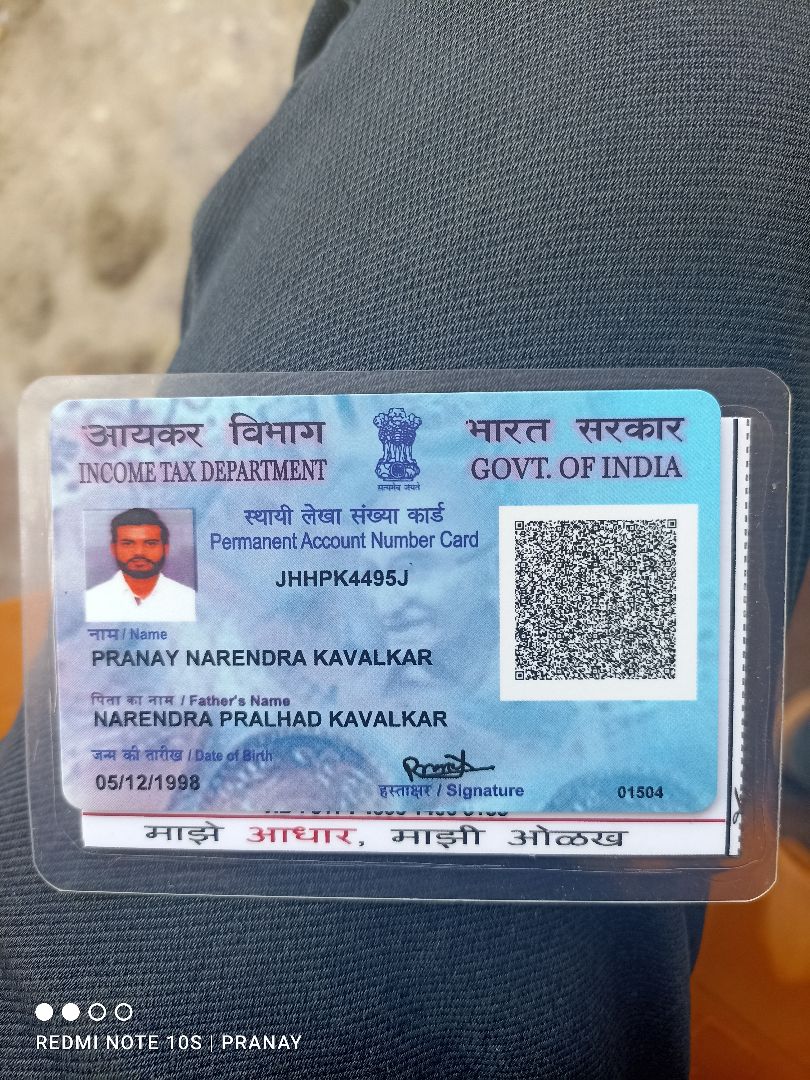 आयकर विभाग
INCOME TAX DEPARTMENT
सत्यमेव जयते
भारत सरकार
GOVT. OF INDIA
स्थायी लेखा संख्या कार्ड
Permanent Account Number Card
JHHPK4495J
नाम / Name
PRANAY NARENDRA KAVALKAR
पिता का नाम / Father's Name
NARENDRA PRALHAD KAVALKAR
जन्म की तारीख / Date of Birth
05/12/1998
हस्ताक्षर / Signature
01504
माझे आधार, माझी ओळख
REDMI NOTE 10S | PRANAY